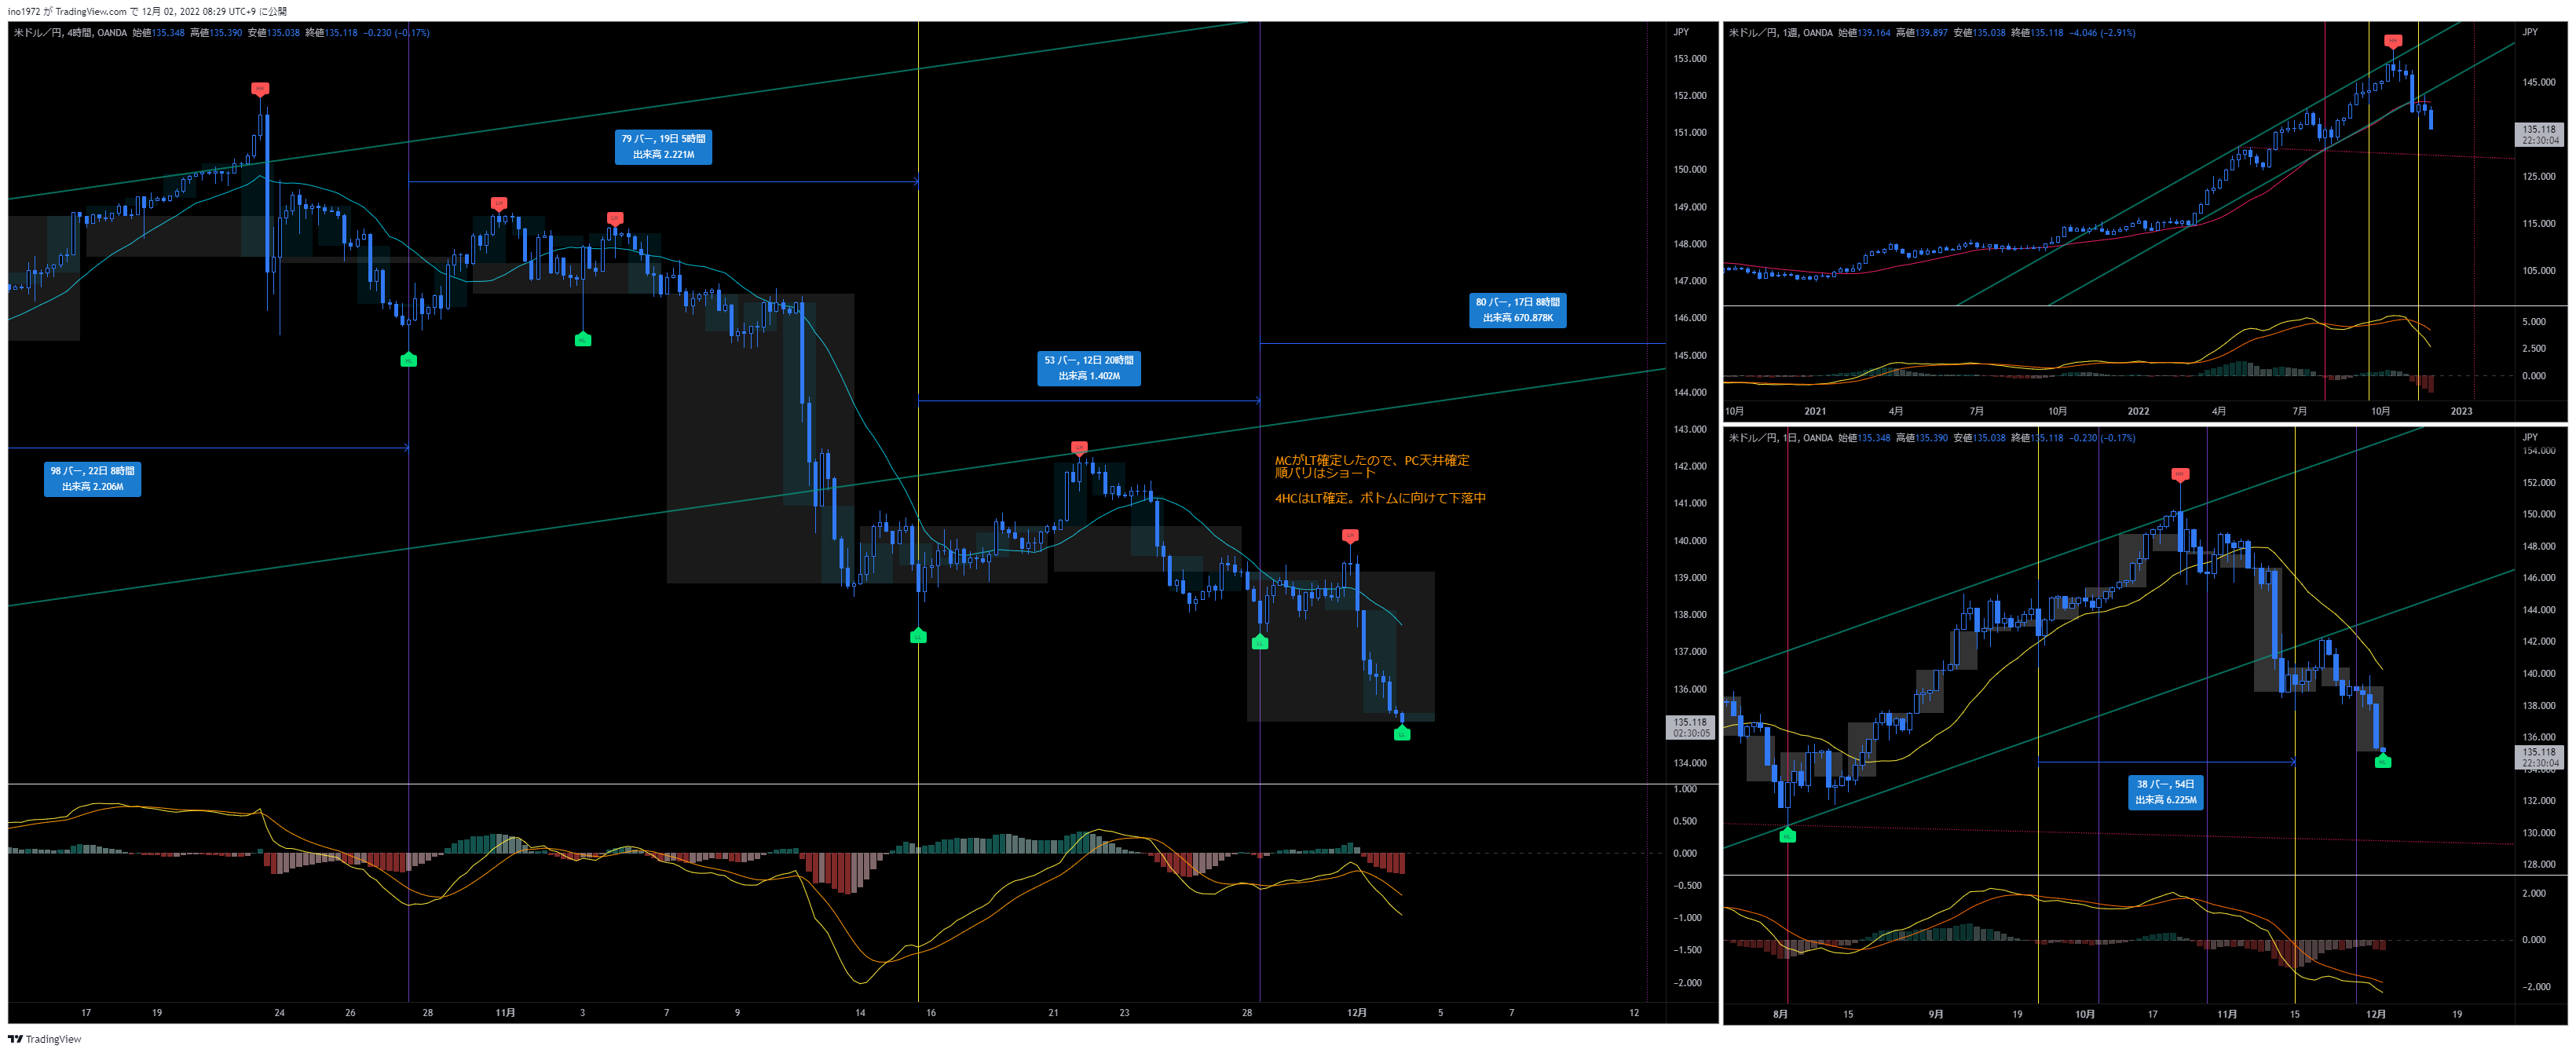 ino1972 が TradingView.com で 12月 02, 2022 08:29 UTC+9 に公開
米ドル／円, 4時間, OANDA 始値135.348 高値135.390 安値135.038 終値135.118 −0.230 (−0.17%)
JPY
153.000
152.000
151.000
150.000
149.000
148.000
147.000
146.000
145.000
144.000
143.000
142.000
141.000
140.000
139.000
138.000
137.000
136.000
135.118
02:30:05
134.000
79 バー, 19日 5時間
出来高 2.221M
80 バー, 17日 8時間
出来高 670.878K
53 バー, 12日 20時間
出来高 1.402M
98 バー, 22日 8時間
出来高 2.206M
MCがLT確定したので、PC天井確定
順バリはショート
4HCはLT確定。ボトムに向けて下落中
1.000
0.500
0.000
−0.500
−1.000
−1.500
−2.000
17 19 24 26 28 11月 3 7 9 14 16 21 23 28 12月 5 7 12
米ドル／円, 1週, OANDA 始値139.164 高値139.897 安値135.038 終値135.118 −4.046 (−2.91%)
JPY
145.000
135.118
22:30:04
125.000
115.000
105.000
5.000
2.500
0.000
10月 2021 4月 7月 10月 2022 4月 7月 10月 2023
米ドル／円, 1日, OANDA 始値135.348 高値135.390 安値135.038 終値135.118 −0.230 (−0.17%)
JPY
154.000
152.000
150.000
148.000
146.000
144.000
142.000
140.000
138.000
136.000
135.118
22:30:04
132.000
130.000
128.000
38 バー, 54日
出来高 6.225M
2.000
0.000
−2.000
8月 15 9月 19 10月 17 11月 15 12月 19
TradingView